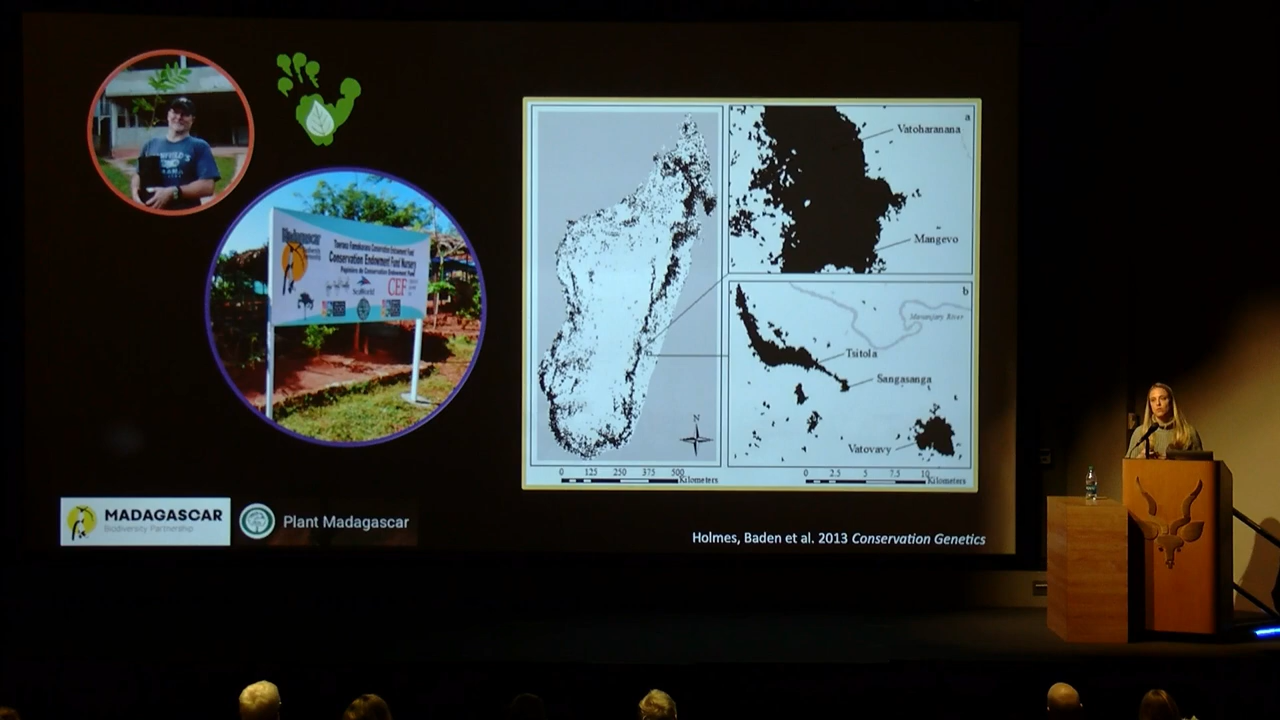 Conservation Endowment Fund Nursery
CEF
MADAGASCAR
Biodiversity Partnership
Plant Madagascar
a
Vatoharanana
Mangevo
b
Mananjary River
Tsitola
Sangasanga
Vatovavy
N
0 125 250 375 500
Kilometers
0 2.5 5 7.5 10
Kilometers
Holmes, Baden et al. 2013 Conservation Genetics